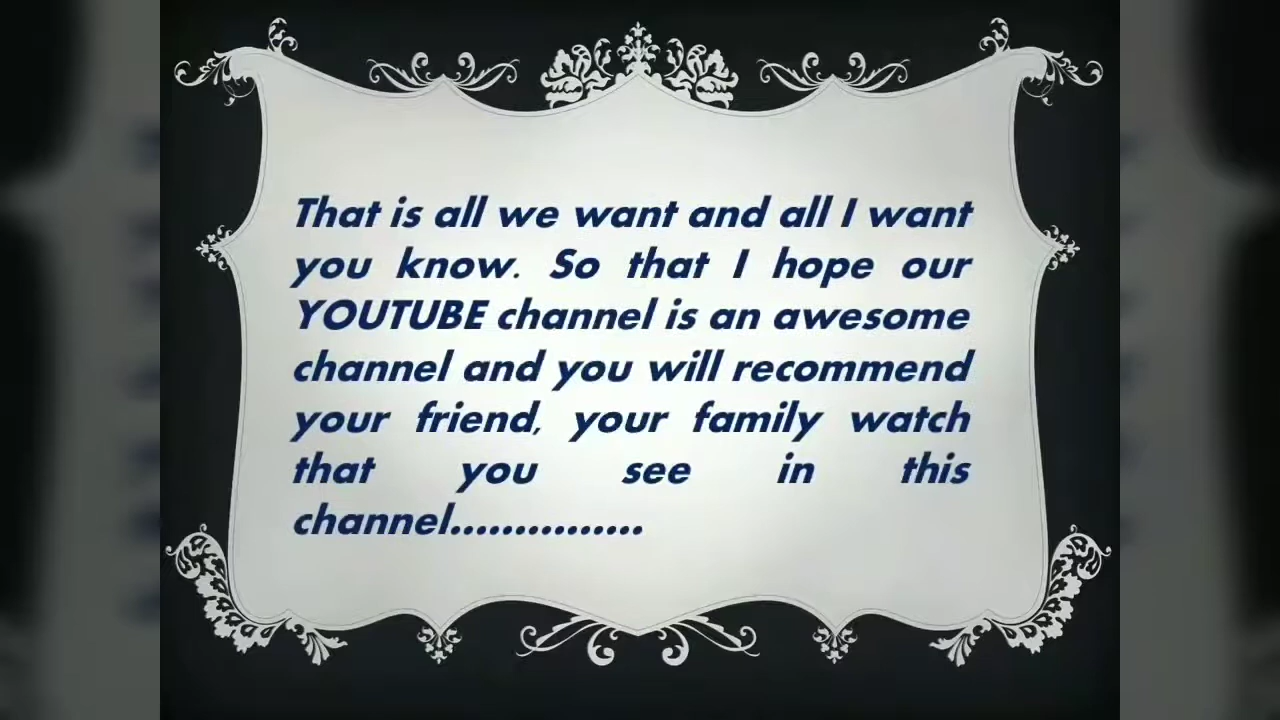 That is all we want and all I want
you know. So that I hope our
YOUTUBE channel is an awesome
channel and you will recommend
your friend, your family watch
that you see in this
channel...............